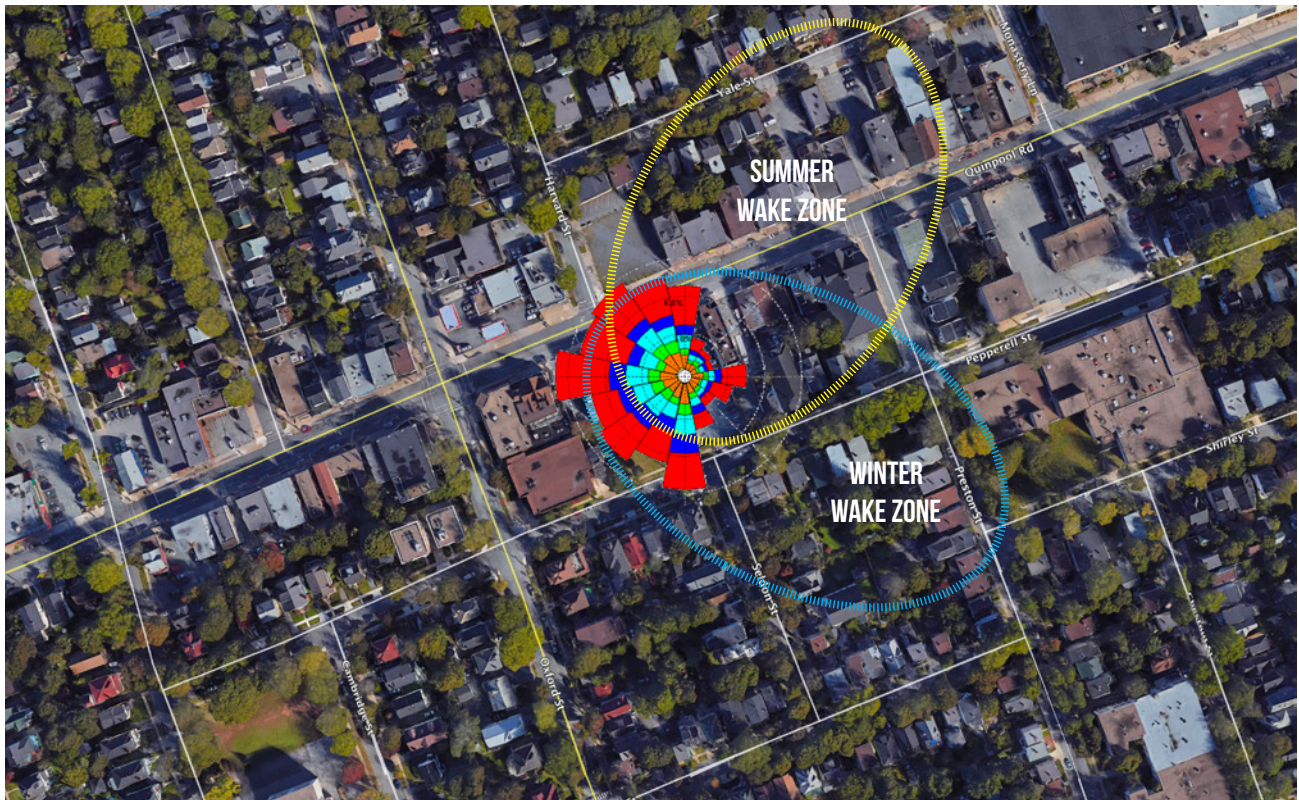 Monastery Ln
Yale St
Quinpool Rd
SUMMER
WAKE ZONE
Harvard St
Pepperell St
Shirley St
WINTER
WAKE ZONE
Preston St
Cambridge St
Oxford St